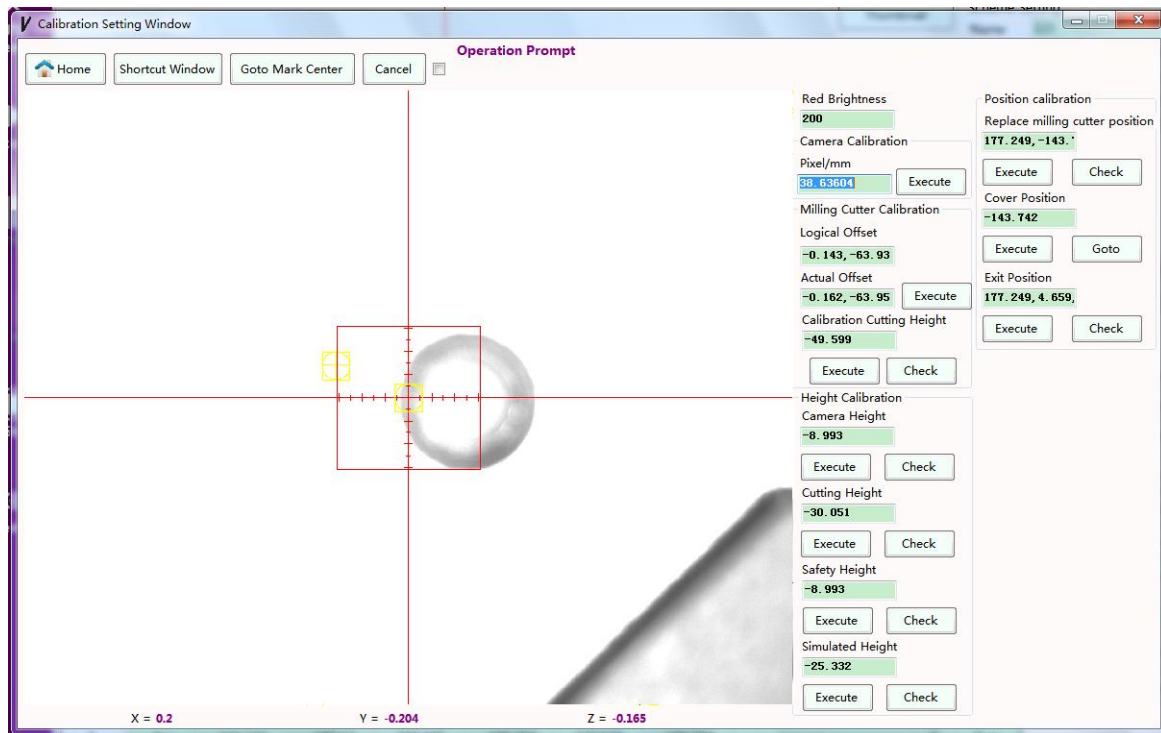 Calibration Setting Window
Home
Shortcut Window
Goto Mark Center
Cancel
Operation Prompt
Red Brightness
200
Camera Calibration
Pixel/mm
38.63604
Execute
Milling Cutter Calibration
Logical Offset
-0.143,-63.93
Actual Offset
-0.162,-63.95
Execute
Calibration Cutting Height
-49.599
Execute
Check
Height Calibration
Camera Height
-8.993
Execute
Check
Cutting Height
-30.051
Execute
Check
Safety Height
-8.993
Execute
Check
Simulated Height
-25.332
Execute
Check
Position calibration
Replace milling cutter position
177.249,-143.
Execute
Check
Cover Position
-143.742
Execute
Goto
Exit Position
177.249,4.659,
Execute
Check
X = 0.2
Y = -0.204
Z = -0.165